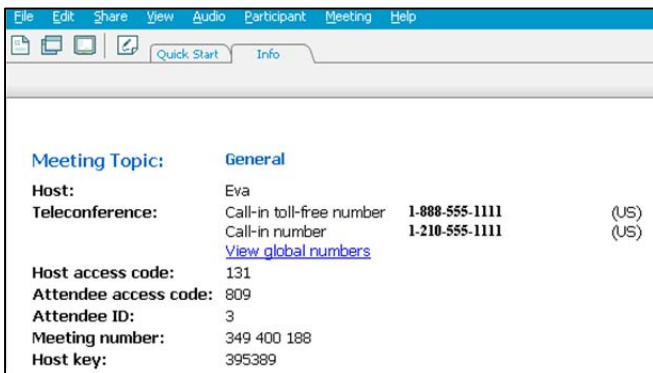 File Edit Share View Audio Participant Meeting Help
Quick Start Info
Meeting Topic: General
Host: Eva
Teleconference: Call-in toll-free number 1-888-555-1111 (US)
Call-in number 1-210-555-1111 (US)
View global numbers
Host access code: 131
Attendee access code: 809
Attendee ID: 3
Meeting number: 349 400 188
Host key: 395389